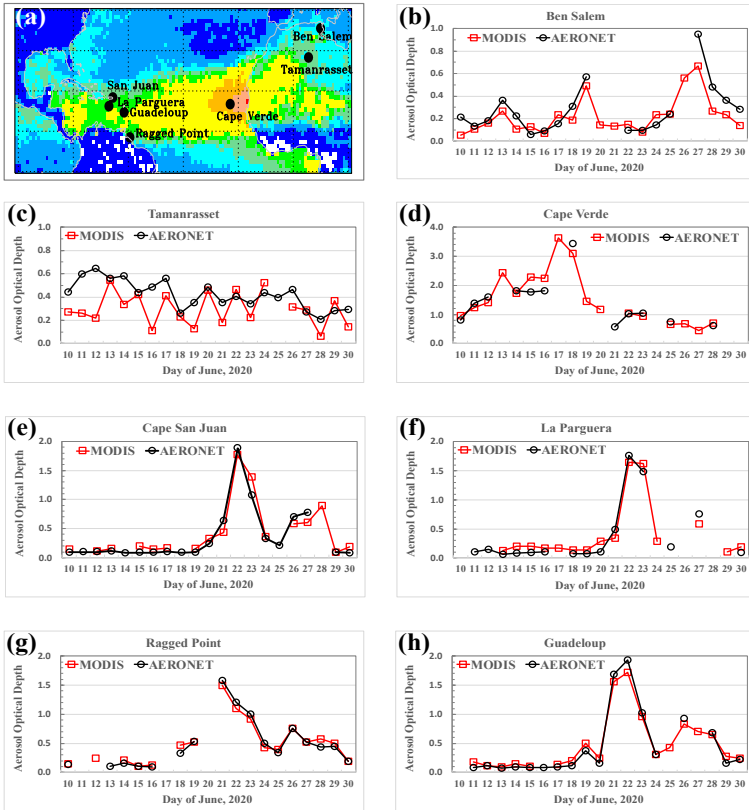 (a)
Ben Salem
Tamanrasset
San Juan
La Parguera
Guadeloup
Cape Verde
Ragged Point
(b)
Ben Salem
MODIS AERONET
Aerosol Optical Depth
1.0
0.8
0.6
0.4
0.2
0.0
10 11 12 13 14 15 16 17 18 19 20 21 22 23 24 25 26 27 28 29 30
Day of June, 2020
(c)
Tamanrasset
MODIS AERONET
Aerosol Optical Depth
1.0
0.8
0.6
0.4
0.2
0.0
10 11 12 13 14 15 16 17 18 19 20 21 22 23 24 25 26 27 28 29 30
Day of June, 2020
(d)
Cape Verde
MODIS AERONET
Aerosol Optical Depth
4.0
3.0
2.0
1.0
0.0
10 11 12 13 14 15 16 17 18 19 20 21 22 23 24 25 26 27 28 29 30
Day of June, 2020
(e)
Cape San Juan
MODIS AERONET
Aerosol Optical Depth
2.0
1.5
1.0
0.5
0.0
10 11 12 13 14 15 16 17 18 19 20 21 22 23 24 25 26 27 28 29 30
Day of June, 2020
(f)
La Parguera
MODIS AERONET
Aerosol Optical Depth
2.0
1.5
1.0
0.5
0.0
10 11 12 13 14 15 16 17 18 19 20 21 22 23 24 25 26 27 28 29 30
Day of June, 2020
(g)
Ragged Point
MODIS AERONET
Aerosol Optical Depth
2.0
1.5
1.0
0.5
0.0
10 11 12 13 14 15 16 17 18 19 20 21 22 23 24 25 26 27 28 29 30
Day of June, 2020
(h)
Guadeloup
MODIS AERONET
Aerosol Optical Depth
2.0
1.5
1.0
0.5
0.0
10 11 12 13 14 15 16 17 18 19 20 21 22 23 24 25 26 27 28 29 30
Day of June, 2020